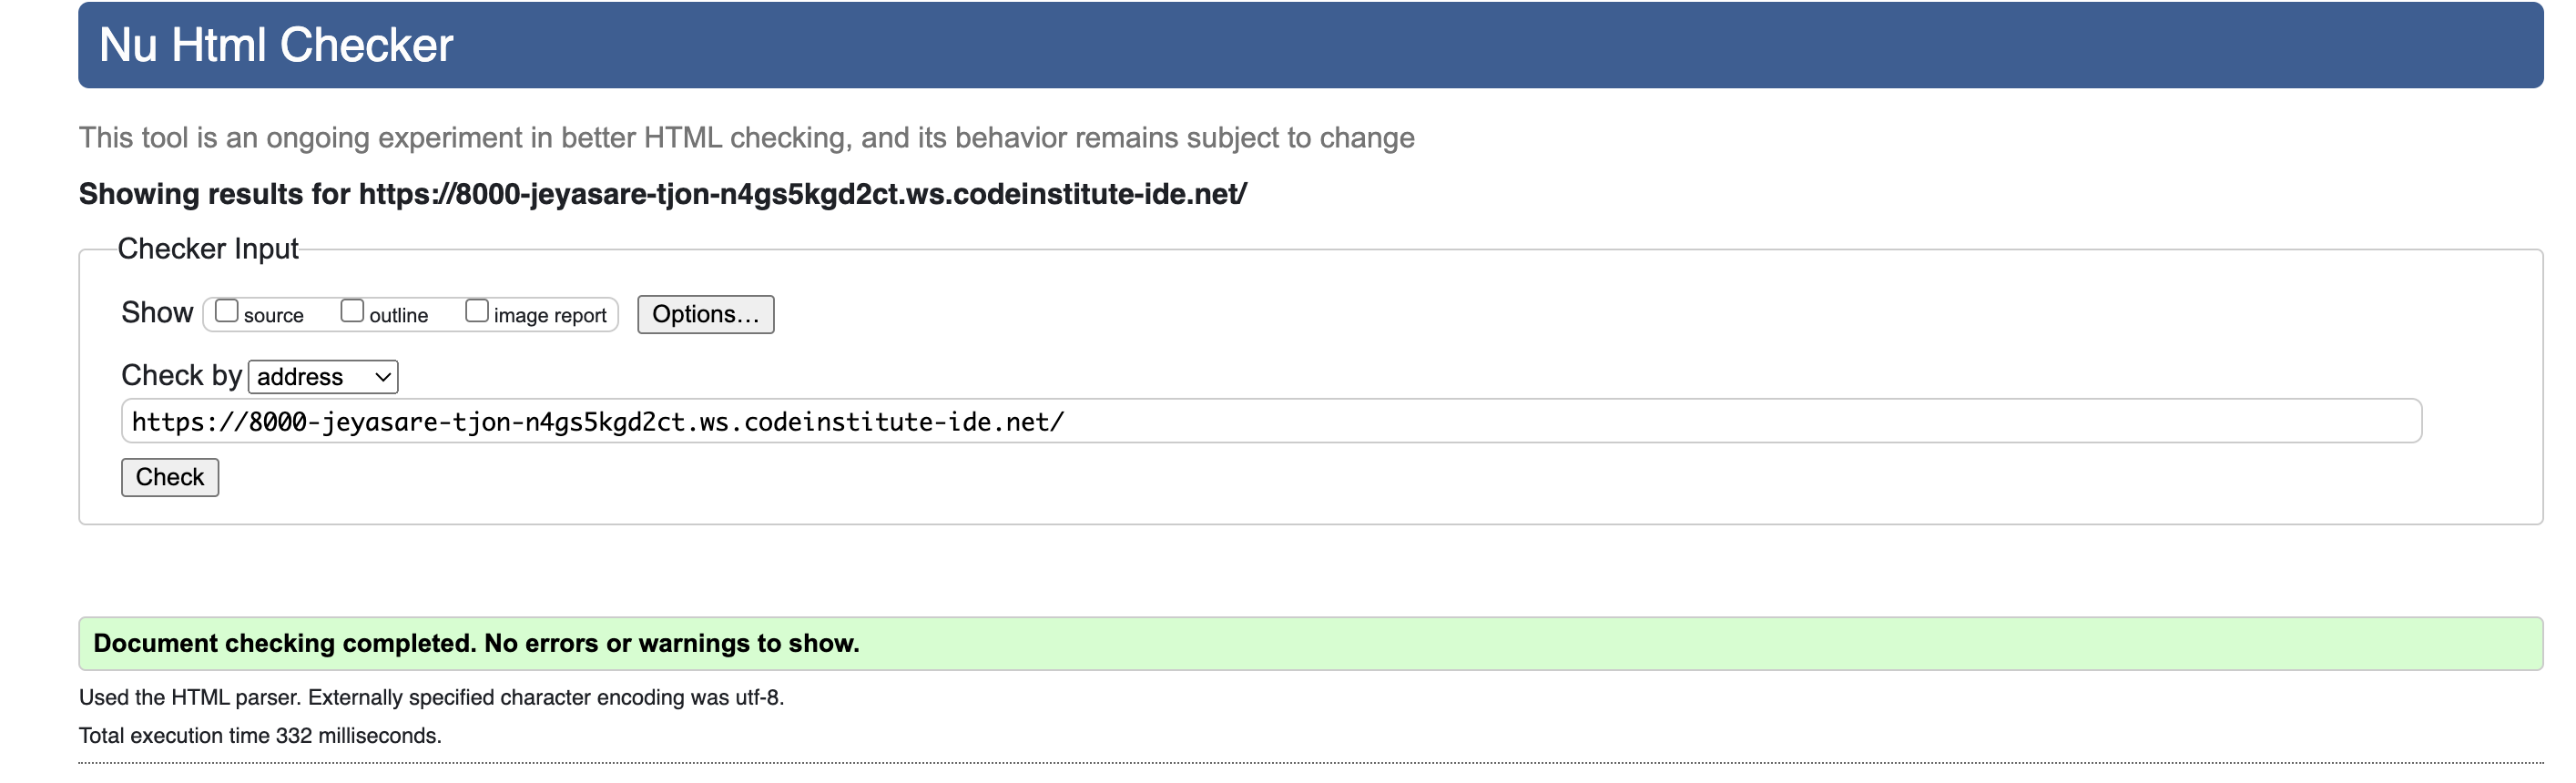 Nu Html Checker
This tool is an ongoing experiment in better HTML checking, and its behavior remains subject to change
Showing results for https://8000-jeyasare-tjon-n4gs5kgd2ct.ws.codeinstitute-ide.net/
Checker Input
Show source outline image report Options...
Check by address
https://8000-jeyasare-tjon-n4gs5kgd2ct.ws.codeinstitute-ide.net/
Check
Document checking completed. No errors or warnings to show.
Used the HTML parser. Externally specified character encoding was utf-8.
Total execution time 332 milliseconds.